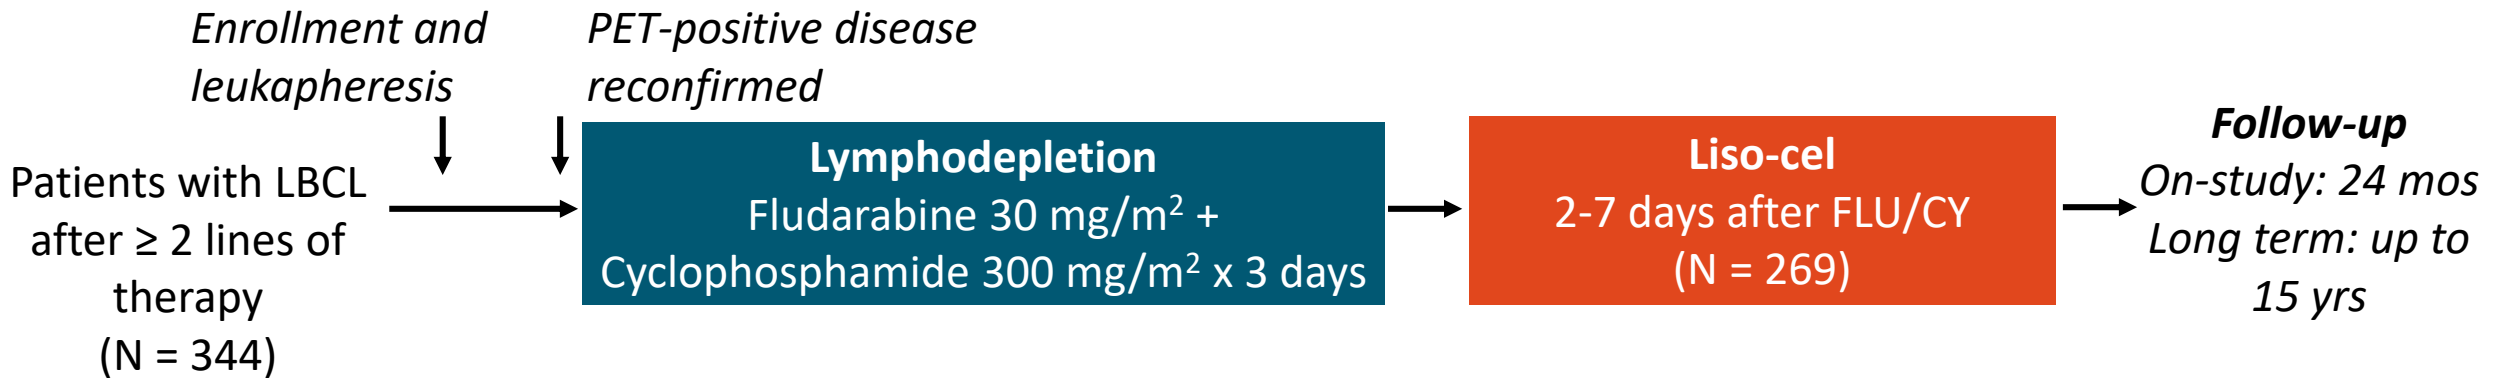 Enrollment and
leukapheresis
PET-positive disease
reconfirmed
Patients with LBCL
after ≥ 2 lines of
therapy
(N = 344)
Lymphodepletion
Fludarabine 30 mg/m² +
Cyclophosphamide 300 mg/m² x 3 days
Liso-cel
2-7 days after FLU/CY
(N = 269)
Follow-up
On-study: 24 mos
Long term: up to
15 yrs